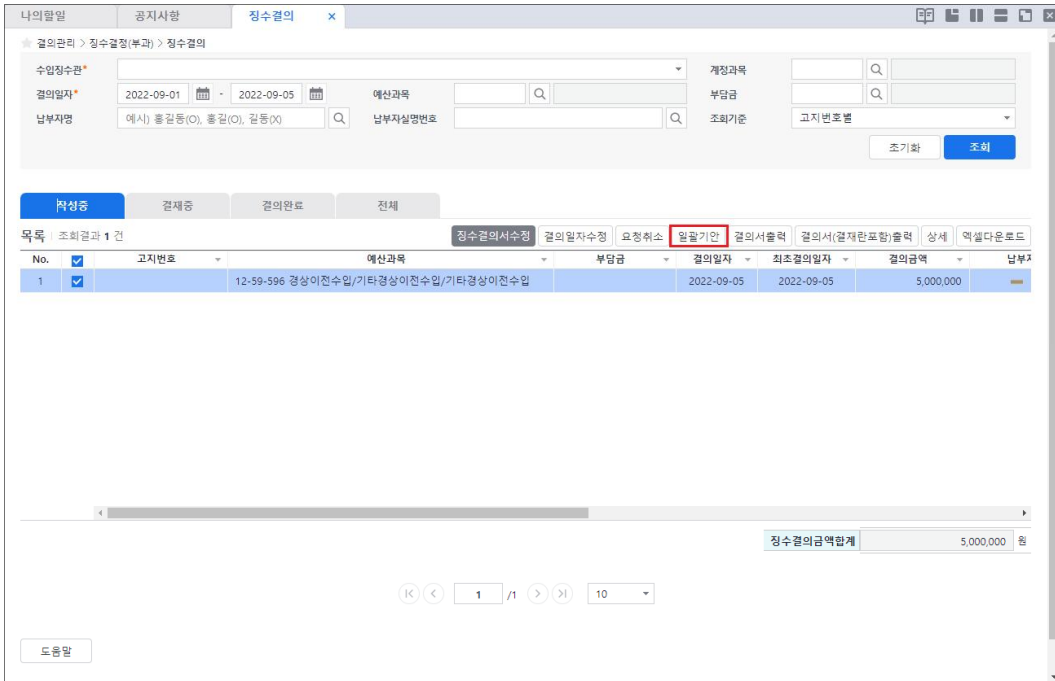 나의할일 공지사항 징수결의 ×
결의관리 > 징수결정(부과) > 징수결의
수입징수관* 계정과목
결의일자* 2022-09-01 - 2022-09-05 예산과목 부담금
납부자명 예시) 홍길동(O), 홍길(O), 길동(X) 납부자실명번호 조회기준 고지번호별
초기화 조회
작성중 결재중 결의완료 전체
목록 조회결과 1 건 징수결의서수정 결의일자수정 요청취소 일괄기안 결의서출력 결의서(결재란포함)출력 상세 엑셀다운로드
No. 고지번호 예산과목 부담금 결의일자 최초결의일자 결의금액
1 12-59-596 경상이전수입/기타경상이전수입/기타경상이전수입 2022-09-05 2022-09-05 5,000,000
징수결의금액합계 5,000,000 원
1 /1 10
도움말